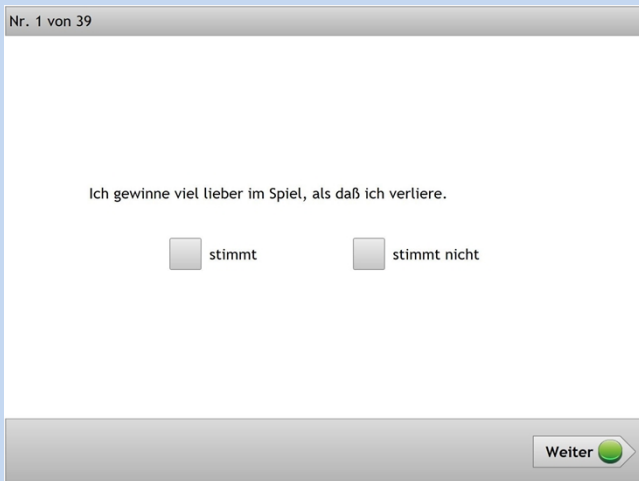 Nr. 1 von 39
Ich gewinne viel lieber im Spiel, als daß ich verliere.
stimmt
stimmt nicht
Weiter